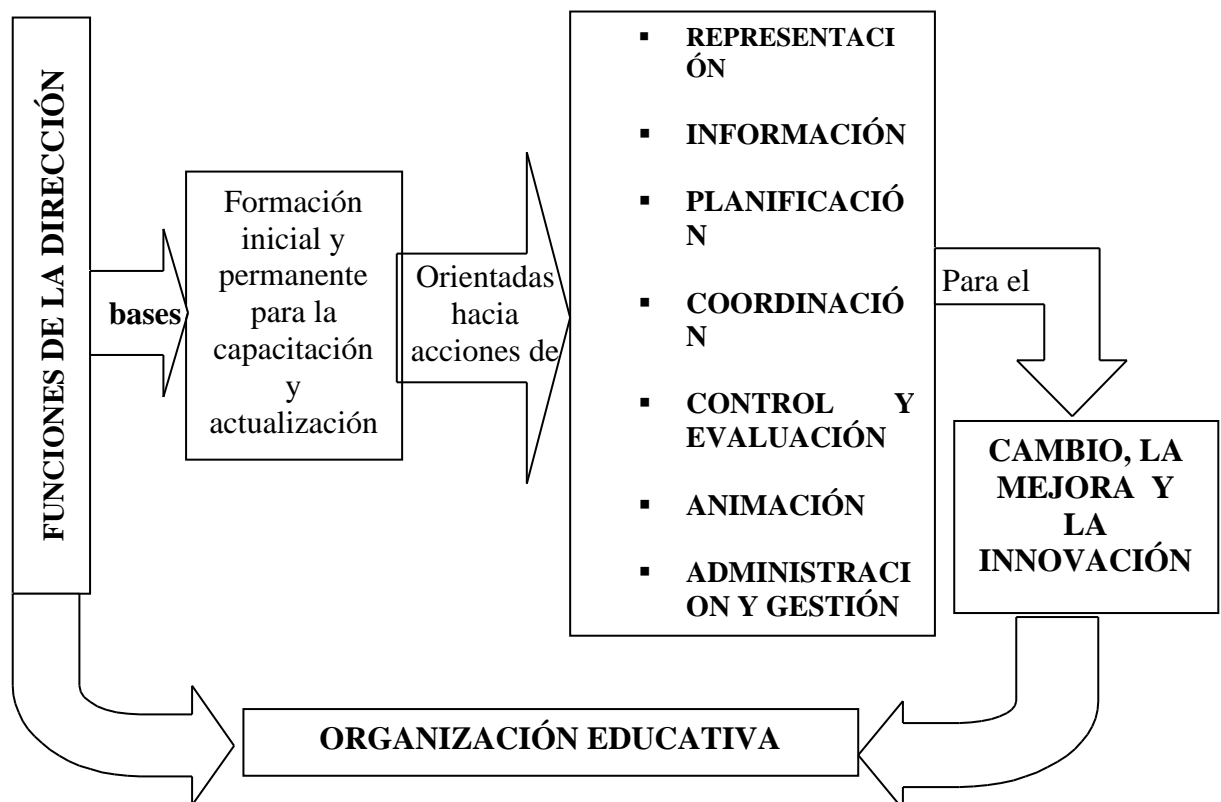 FUNCIONES DE LA DIRECCIÓN
bases
Formación
inicial y
permanente
para la
capacitación
y
actualización
Orientadas
hacia
acciones de
▪ REPRESENTACI
ÓN
▪ INFORMACIÓN
▪ PLANIFICACIÓ
N
▪ COORDINACIÓ
N
▪ CONTROL Y
EVALUACIÓN
▪ ANIMACIÓN
▪ ADMINISTRACI
ON Y GESTIÓN
Para el
CAMBIO, LA
MEJORA Y
LA
INNOVACIÓN
ORGANIZACIÓN EDUCATIVA